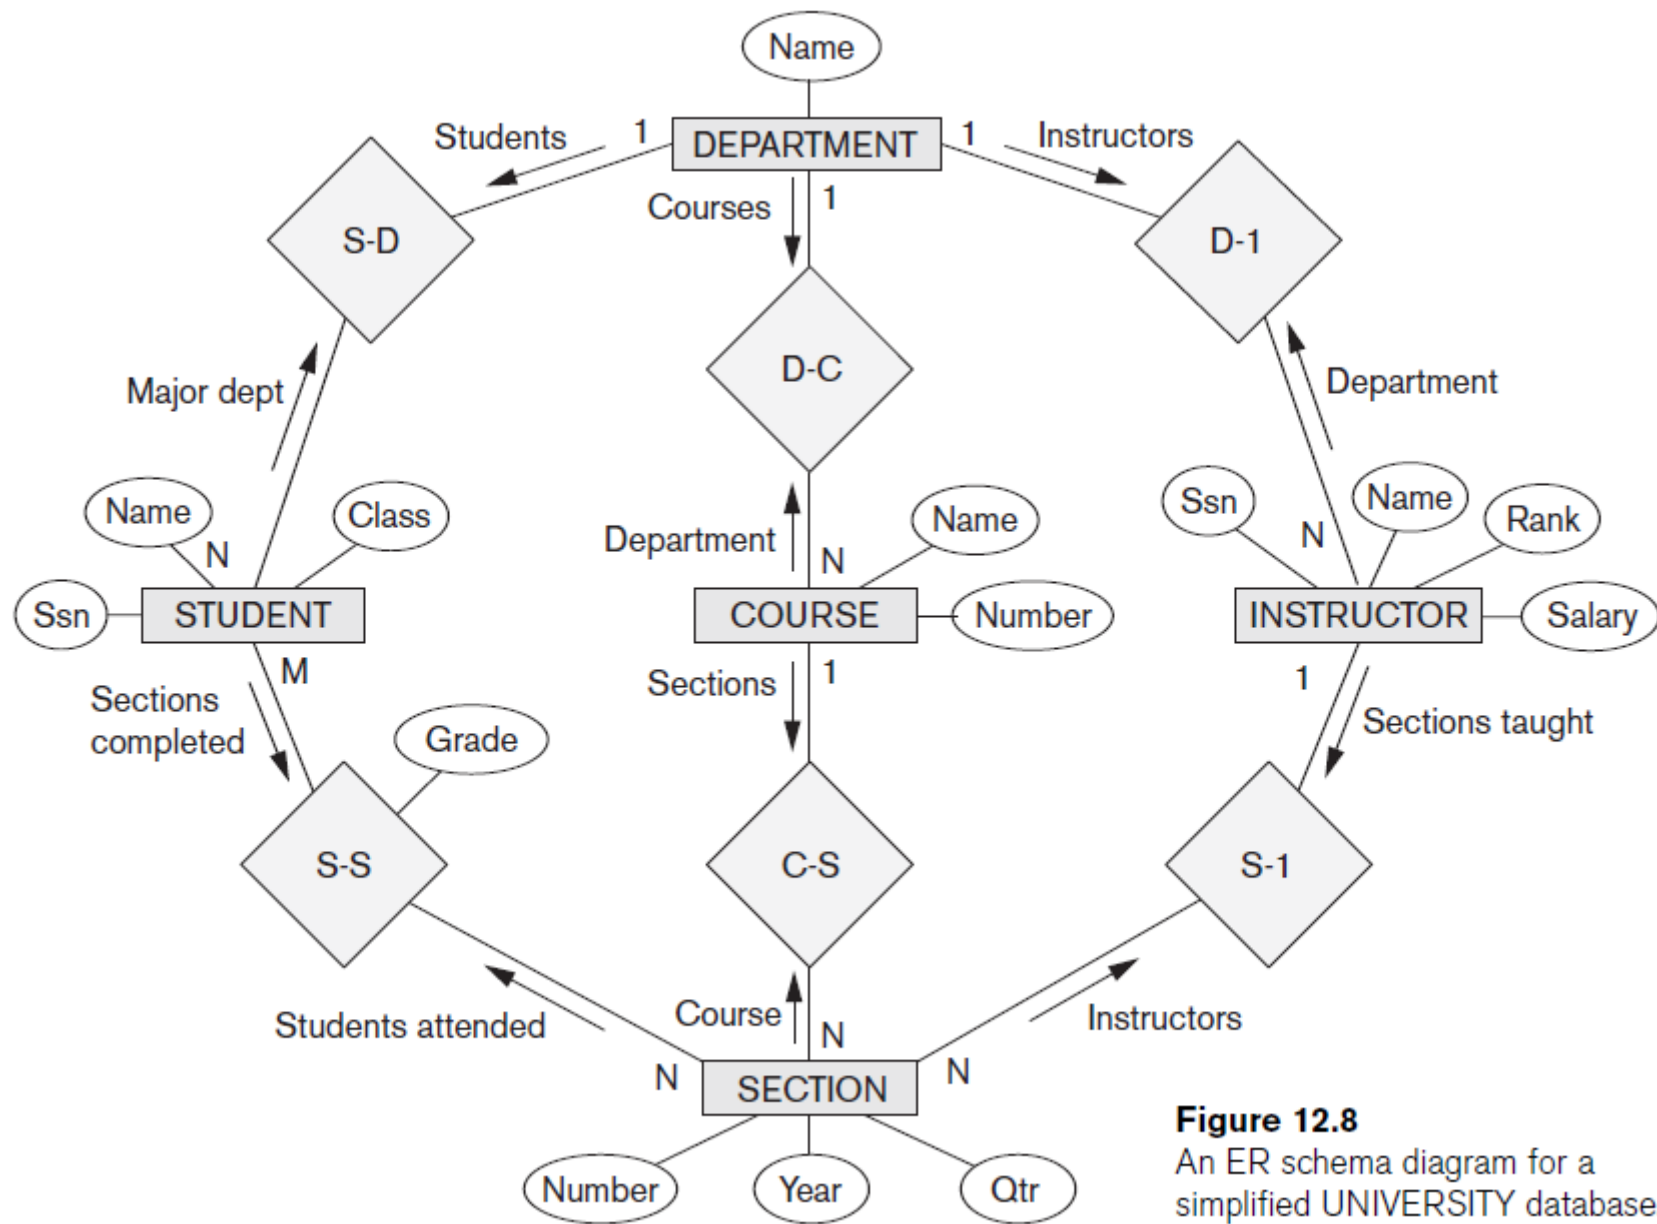 Name
Students 1 DEPARTMENT 1 Instructors
Courses 1
S-D D-1
D-C
Major dept Department
Name Class Name Ssn Name Rank
N Department N N
Ssn STUDENT COURSE Number INSTRUCTOR Salary
M Sections 1 1
Sections
completed Grade Sections taught
S-S C-S S-1
Students attended Course Instructors
N N N
SECTION
Number Year Qtr
Figure 12.8
An ER schema diagram for a
simplified UNIVERSITY database